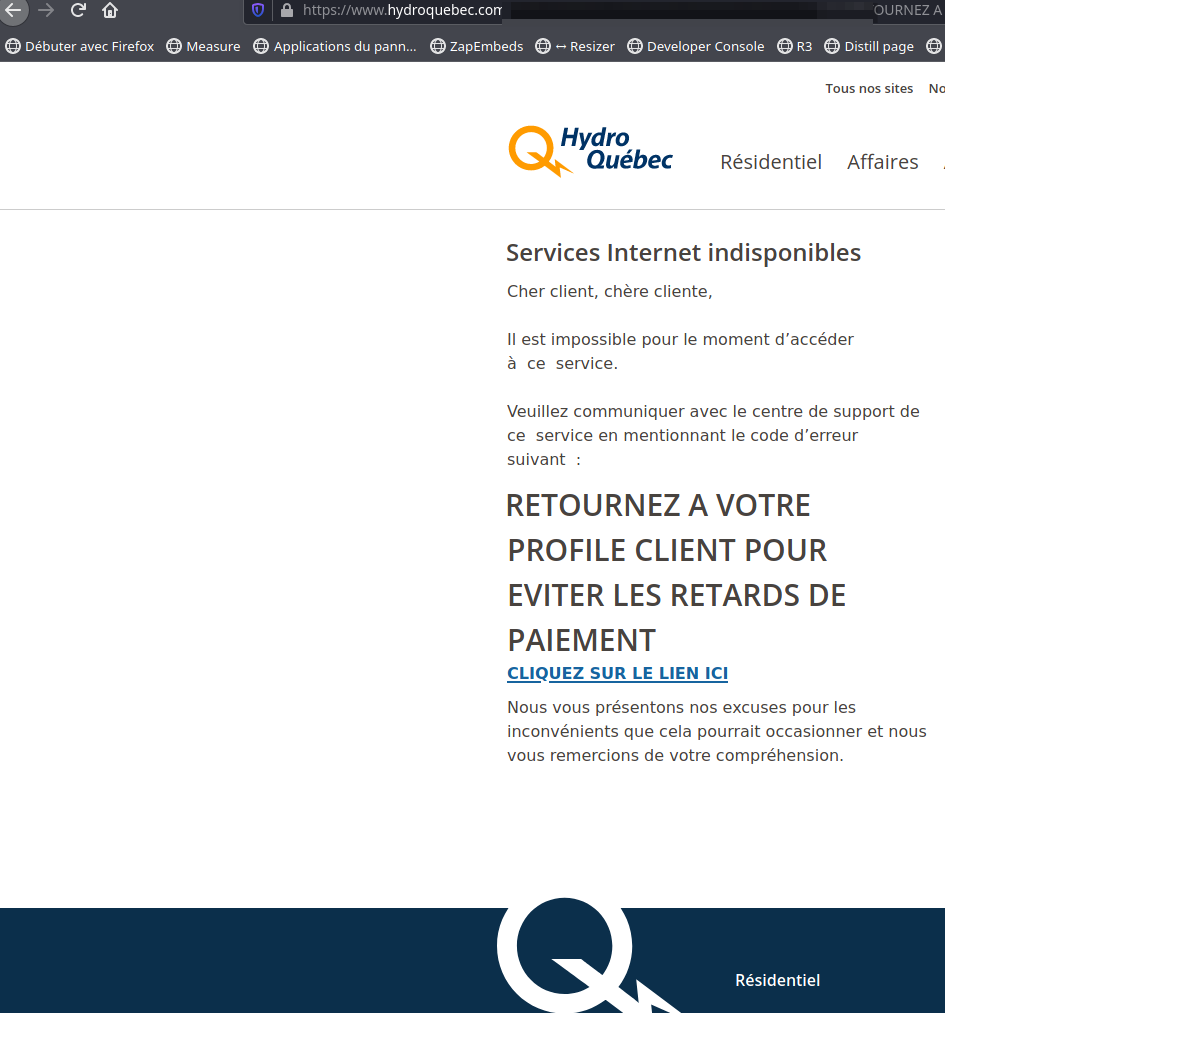 https://www.hydroquebec.com OURNEZ A
Débuter avec Firefox Measure Applications du pann... ZapEmbeds ↔ Resizer Developer Console R3 Distill page
Tous nos sites No
Hydro
Québec
Résidentiel Affaires
Services Internet indisponibles
Cher client, chère cliente,
Il est impossible pour le moment d’accéder
à ce service.
Veuillez communiquer avec le centre de support de
ce service en mentionnant le code d’erreur
suivant :
RETOURNEZ A VOTRE
PROFILE CLIENT POUR
EVITER LES RETARDS DE
PAIEMENT
CLIQUEZ SUR LE LIEN ICI
Nous vous présentons nos excuses pour les
inconvénients que cela pourrait occasionner et nous
vous remercions de votre compréhension.
Résidentiel